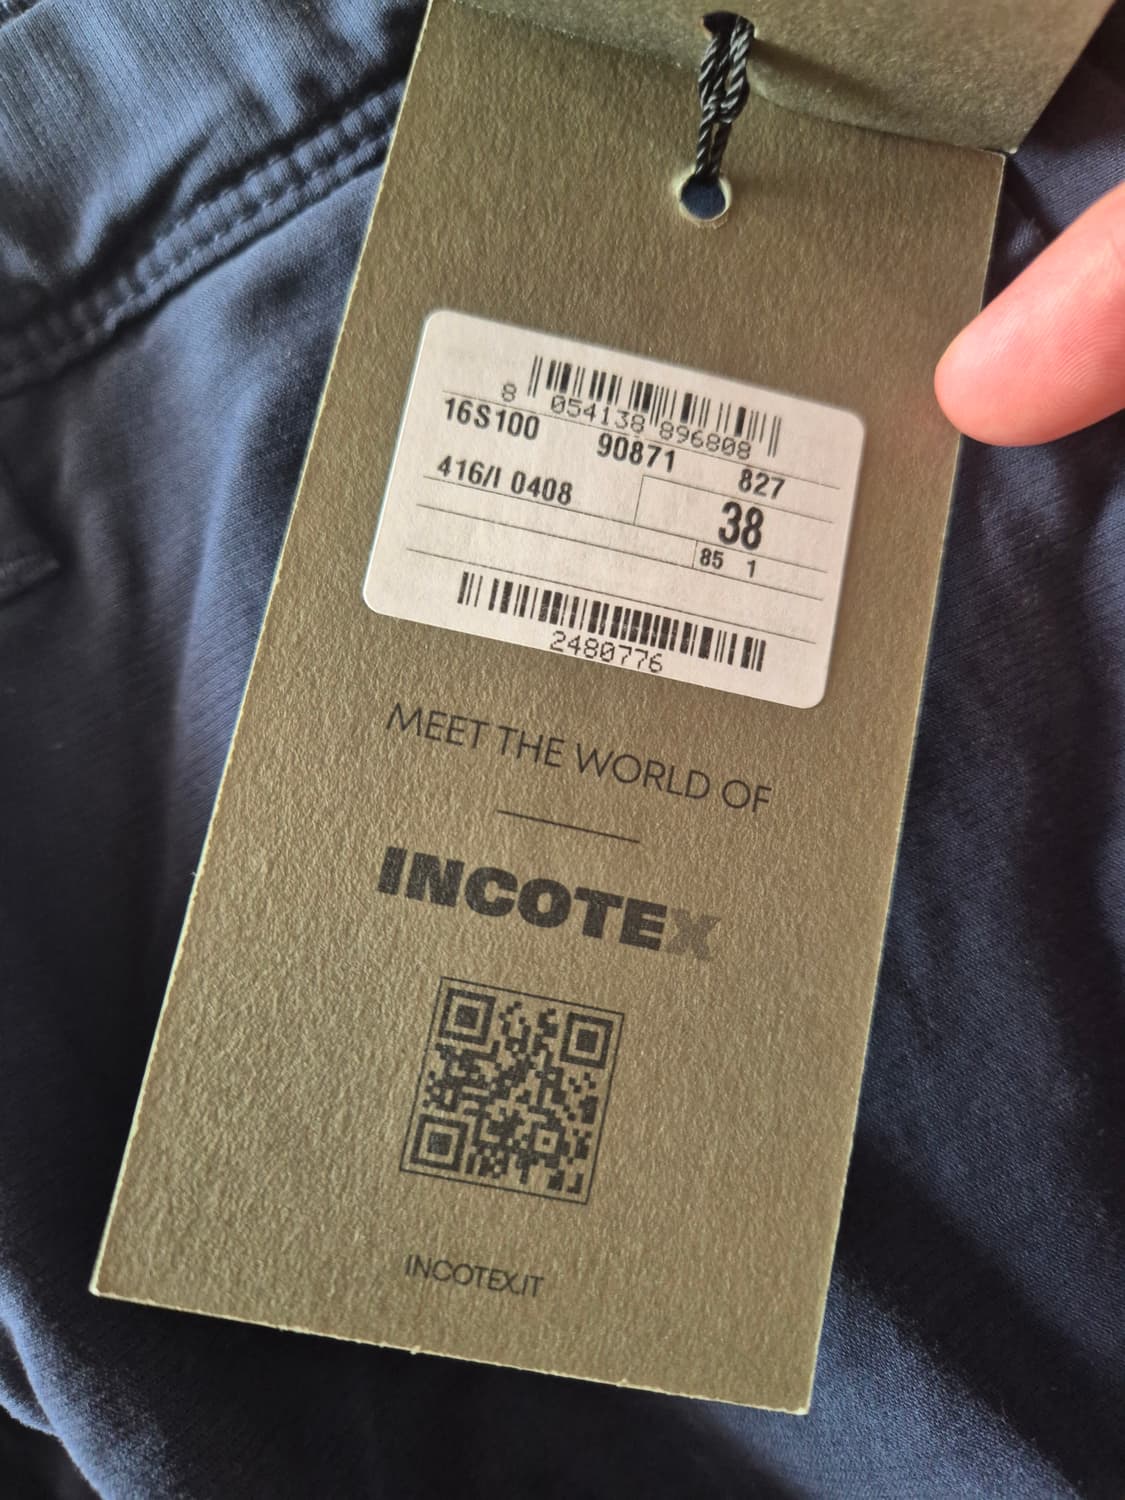 8 054138 896808
16S100 90871 827
416/I 0408 38
85 1
2480776
MEET THE WORLD OF
INCOTEX
INCOTEX.IT